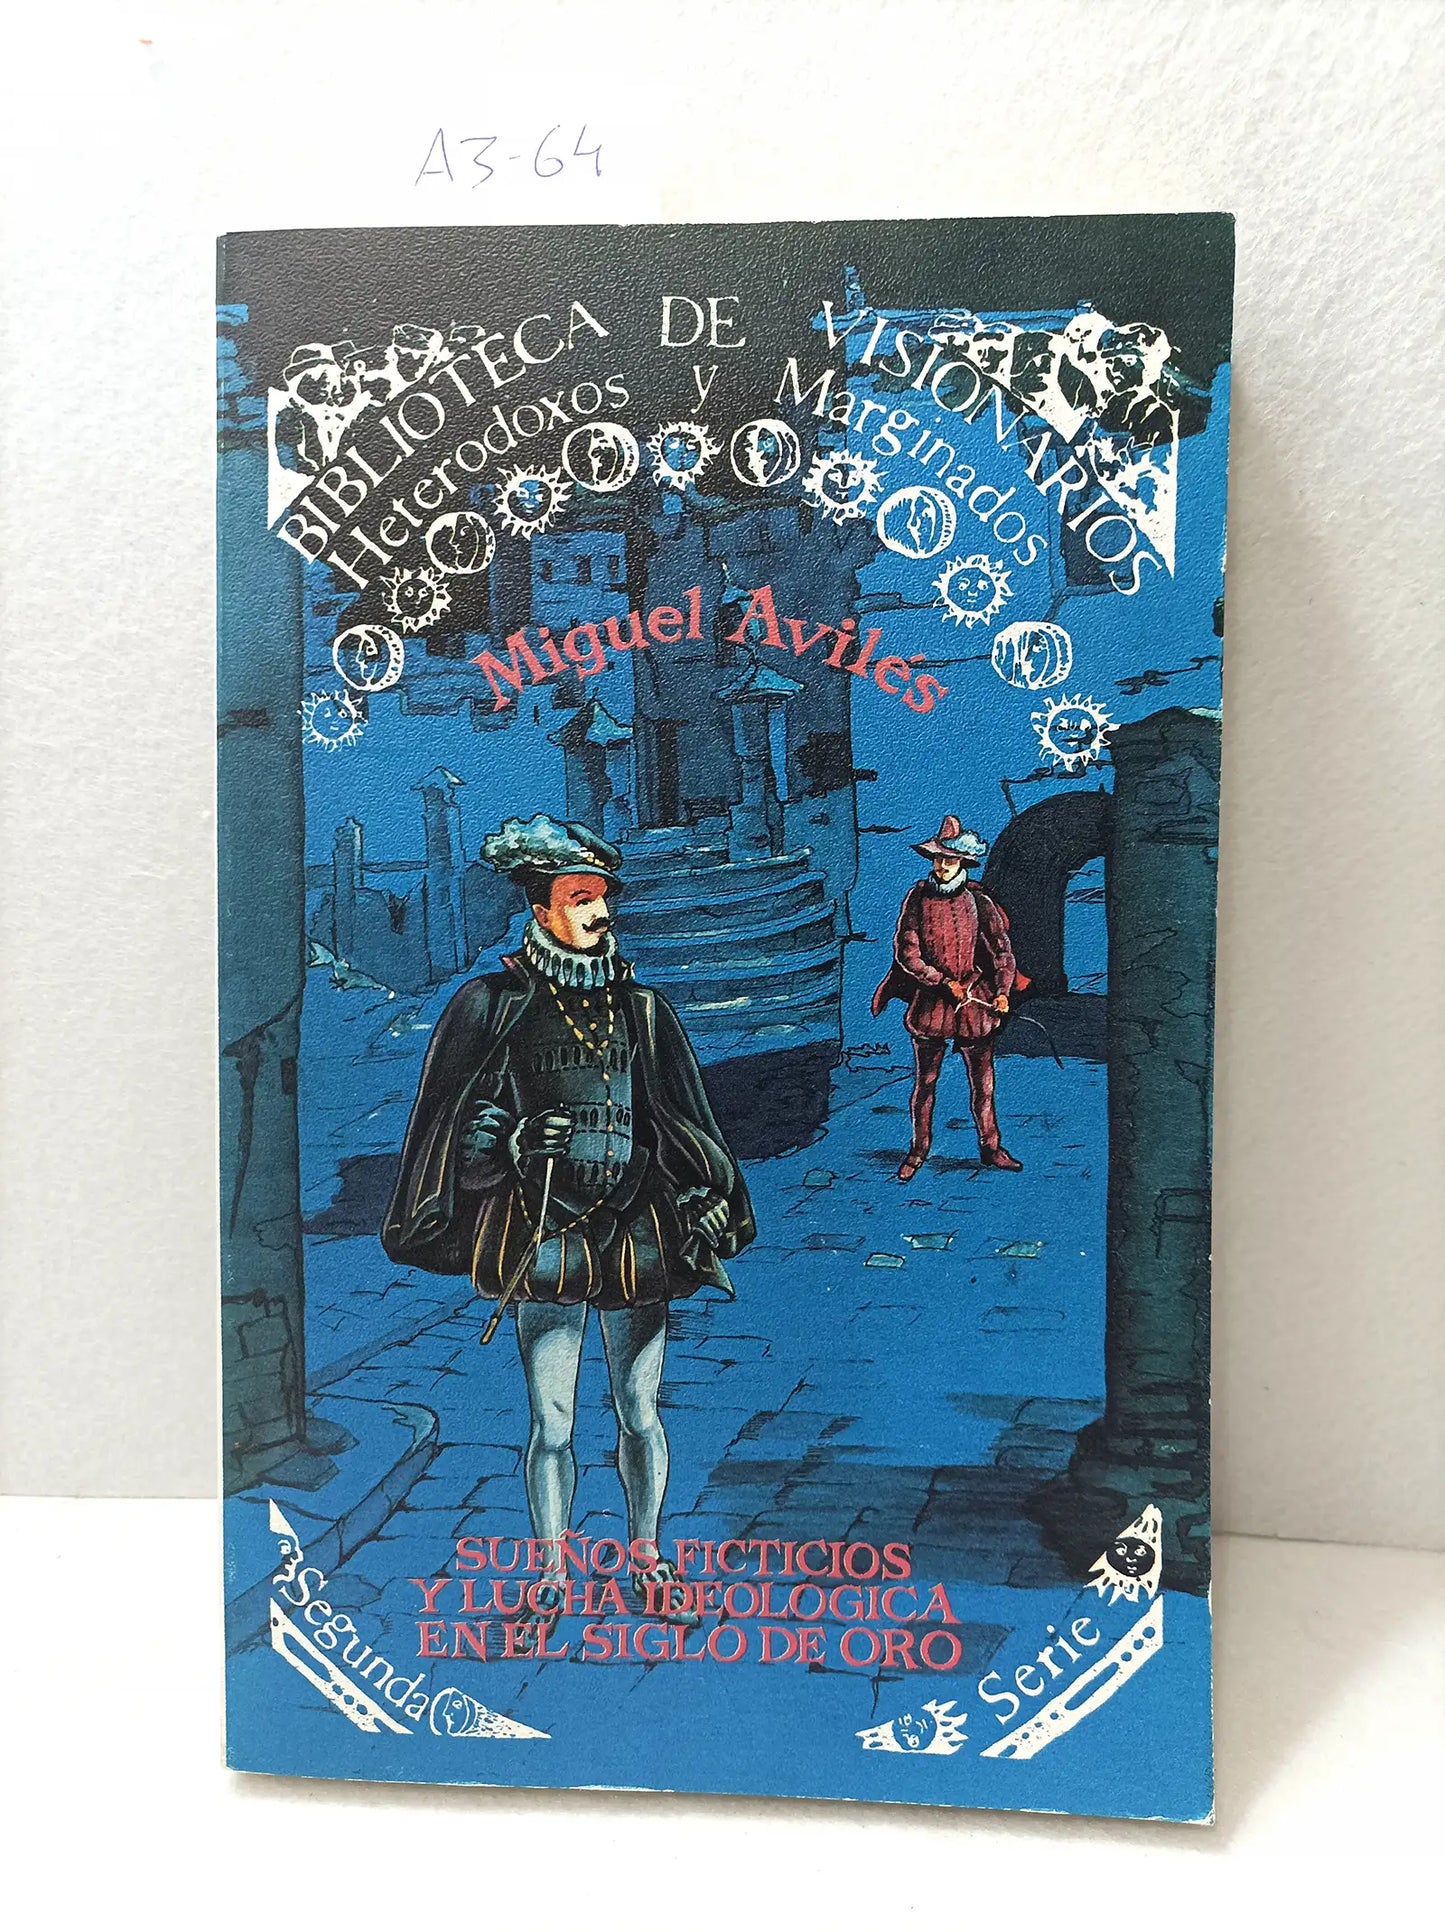 A3-64
BIBLIOTECA DE VISIONARIOS
Heterodoxos y Marginados
Miguel Avilés
SUEÑOS FICTICIOS
Y LUCHA IDEOLOGICA
EN EL SIGLO DE ORO
Segunda Serie